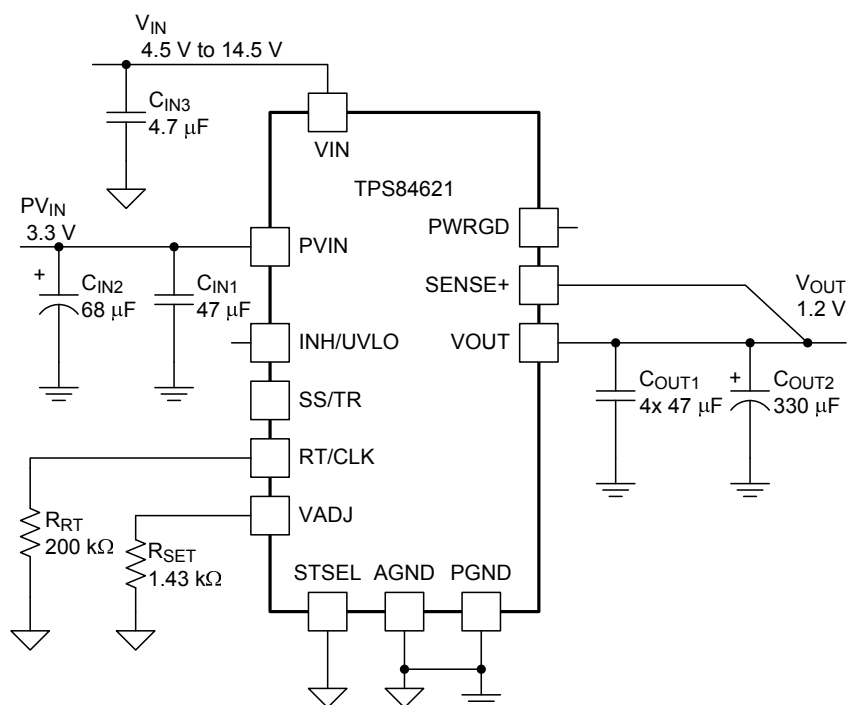 VIN
4.5 V to 14.5 V
CIN3
4.7 μF
VIN
TPS84621
PVIN
3.3 V
PVIN
PWRGD
+
CIN2
68 μF
CIN1
47 μF
SENSE+
VOUT
1.2 V
INH/UVLO
VOUT
SS/TR
COUT1
4x 47 μF
+
COUT2
330 μF
RT/CLK
VADJ
RRT
200 kΩ
RSET
1.43 kΩ
STSEL
AGND
PGND